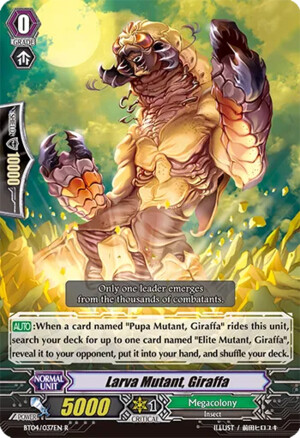 0
GRADE
10000
Only one leader emerges
from the thousands of combatants.
AUTO:When a card named "Pupa Mutant, Giraffa" rides this unit,
search your deck for up to one card named "Elite Mutant, Giraffa",
reveal it to your opponent, put it into your hand, and shuffle your deck.
NORMAL
UNIT
Larva Mutant, Giraffa
POWER
5000
1
CRITICAL
Megacolony
Insect
BT04/037EN R
ILLUST